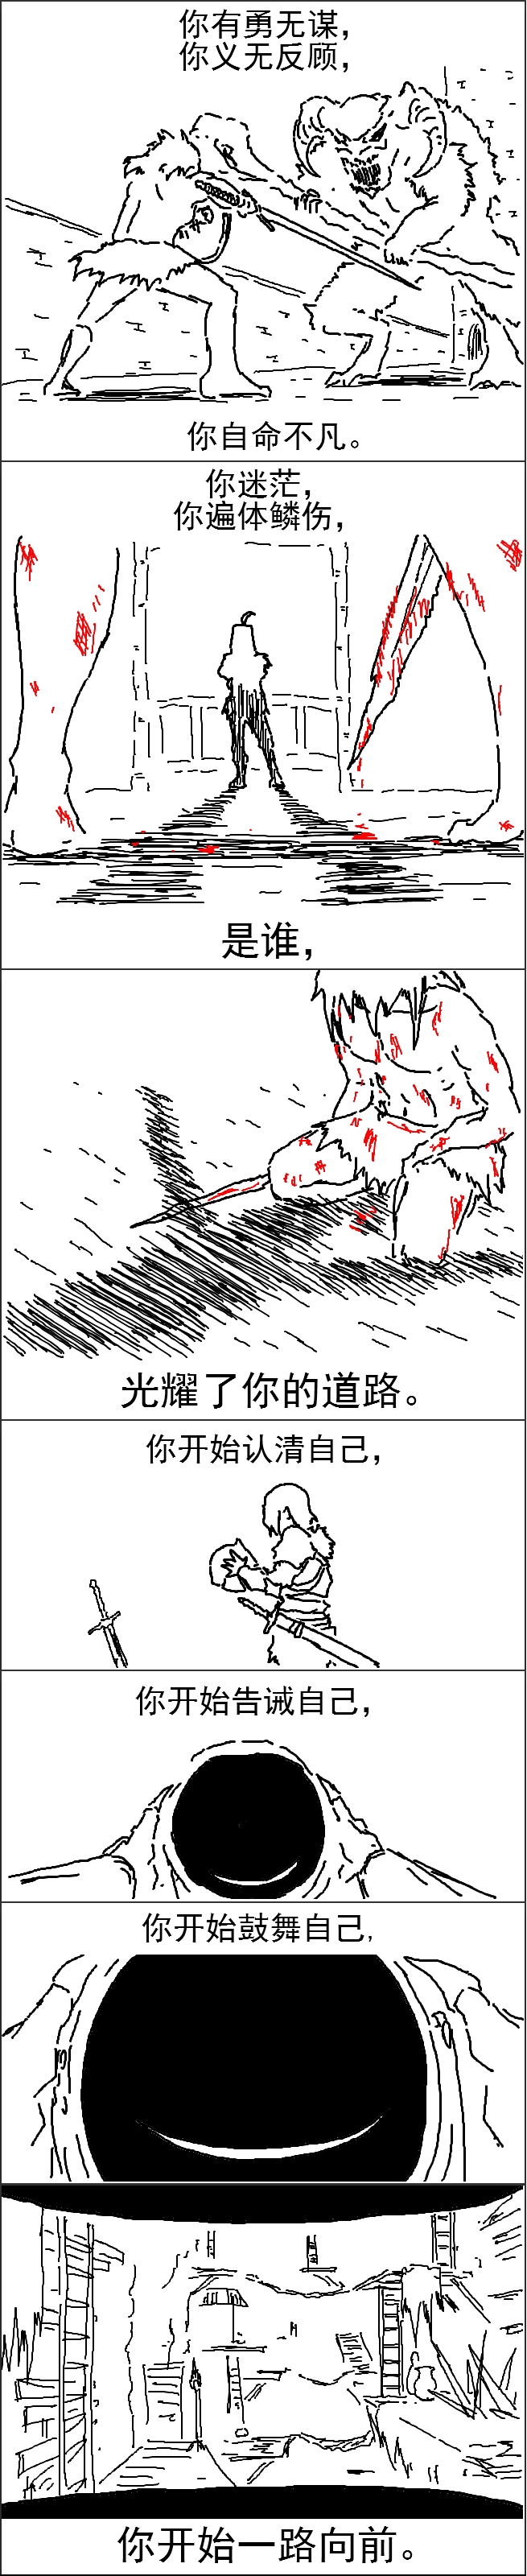 你有勇无谋，
你义无反顾，
你自命不凡。
你迷茫，
你遍体鳞伤，
是谁，
光耀了你的道路。
你开始认清自己，
你开始告诫自己，
你开始鼓舞自己，
你开始一路向前。